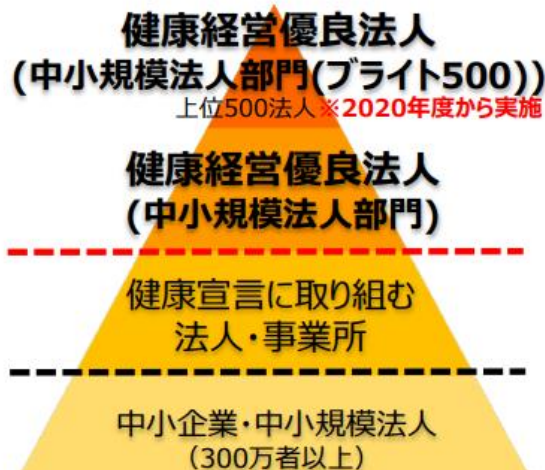 健康経営優良法人
(中小規模法人部門(ブライト500))
上位500法人※2020年度から実施
健康経営優良法人
(中小規模法人部門)
健康宣言に取り組む
法人・事業所
中小企業・中小規模法人
(300万者以上)